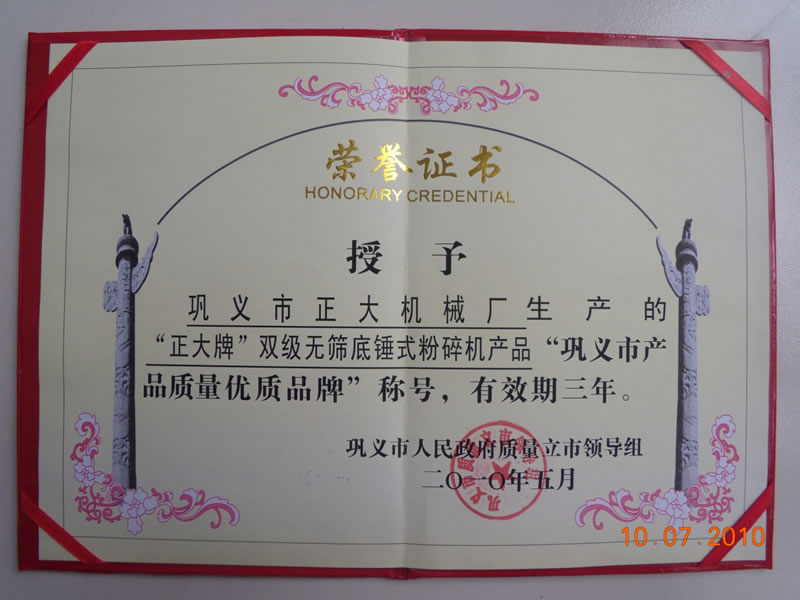 荣誉证书
HONORARY CREDENTIAL
授 予
巩义市正大机械厂生产的
“正大牌”双级无筛底锤式粉碎机产品“巩义市产
品质量优质品牌”称号，有效期三年。
巩义市人民政府质量立市领导组
二〇一〇年五月
10.07.2010